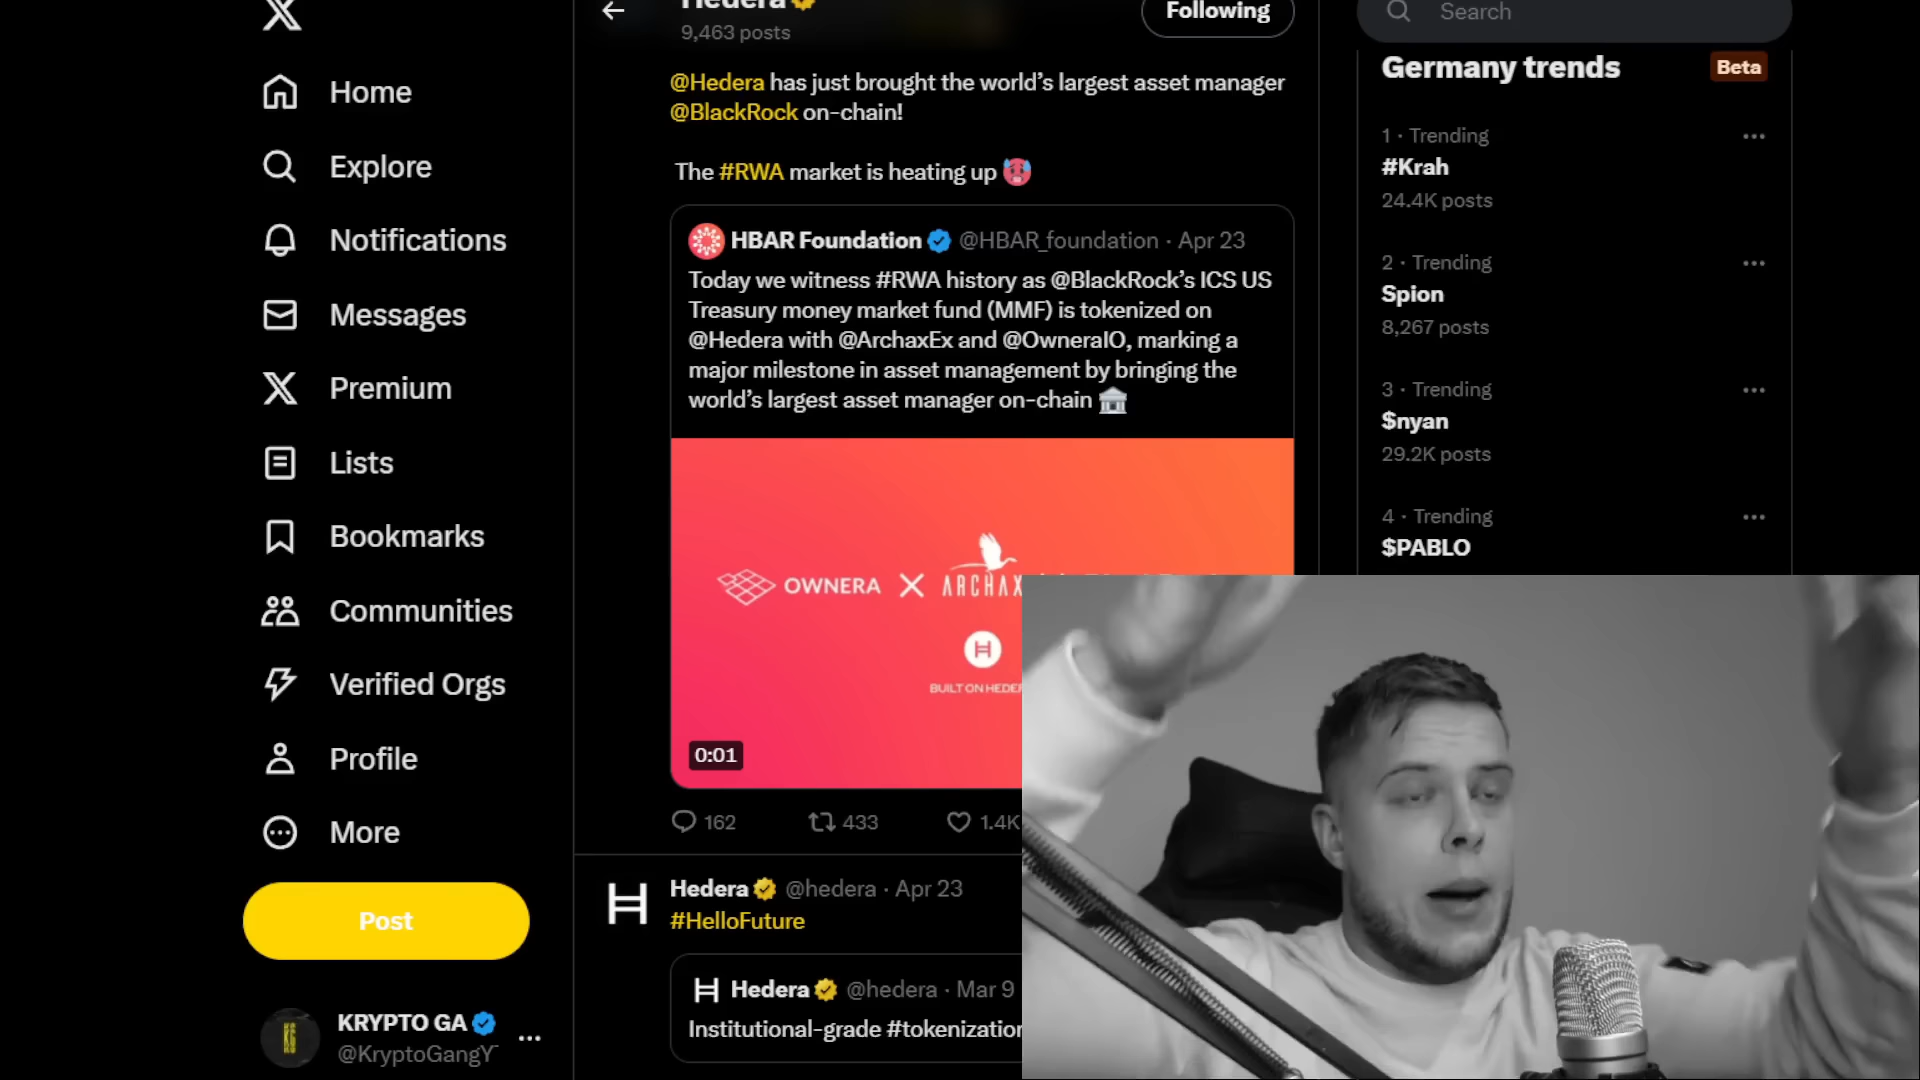 Home
Explore
Notifications
Messages
Premium
Lists
Bookmarks
Communities
Verified Orgs
Profile
More
Post
KRYPTO GA
@KryptoGangY
Hedera
9,463 posts
Following
@Hedera has just brought the world's largest asset manager
@BlackRock on-chain!
The #RWA market is heating up
HBAR Foundation @HBAR_foundation · Apr 23
Today we witness #RWA history as @BlackRock's ICS US
Treasury money market fund (MMF) is tokenized on
@Hedera with @ArchaxEx and @OwneraIO, marking a
major milestone in asset management by bringing the
world's largest asset manager on-chain
OWNERA X ARCHAX
BUILT ON HEDER
0:01
162
433
1.4K
Hedera @hedera · Apr 23
#HelloFuture
Hedera @hedera · Mar 9
Institutional-grade #tokenization
Search
Germany trends
Beta
1 · Trending
#Krah
24.4K posts
2 · Trending
Spion
8,267 posts
3 · Trending
$nyan
29.2K posts
4 · Trending
$PABLO